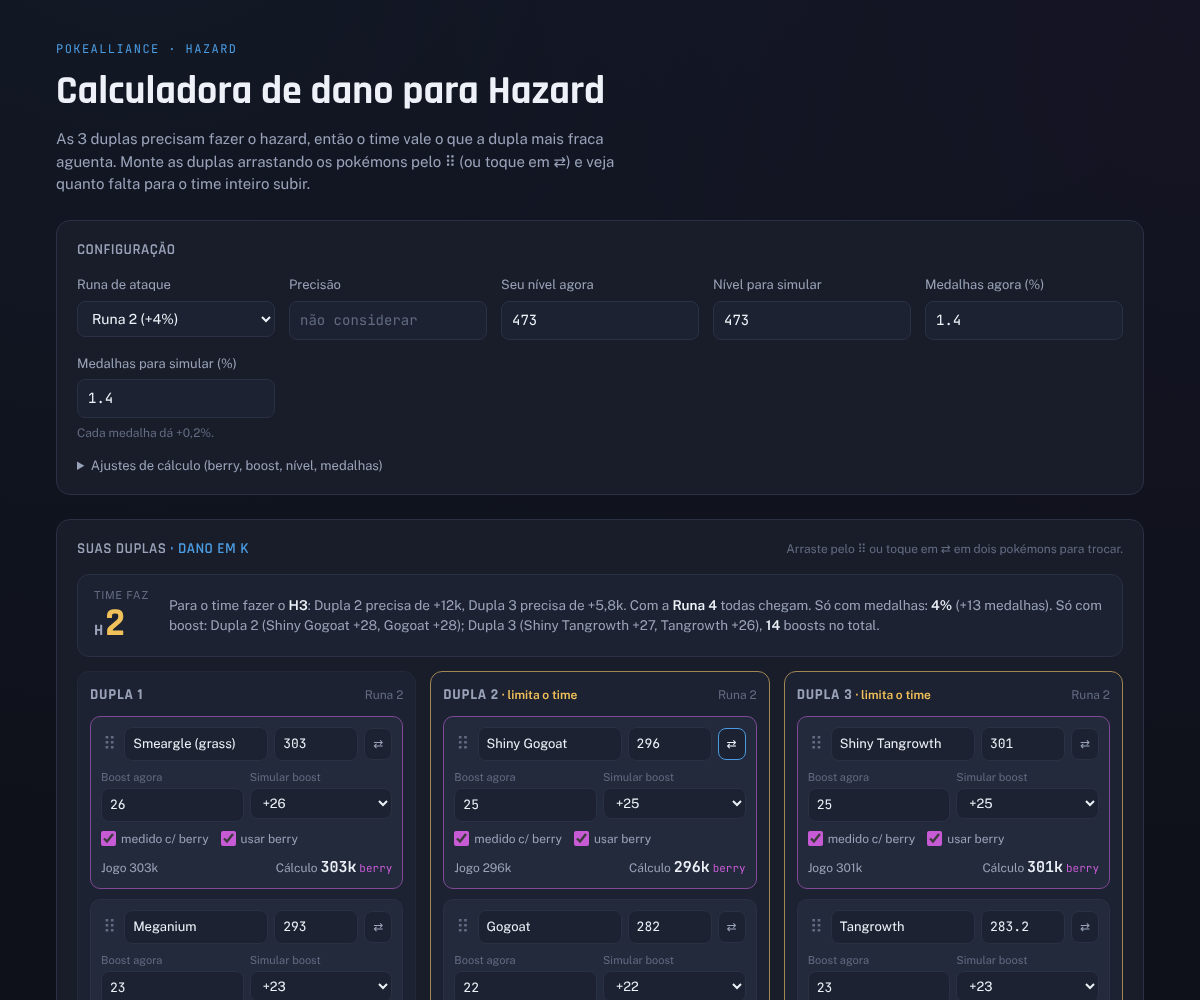 POKEALLIANCE · HAZARD
Calculadora de dano para Hazard
As 3 duplas precisam fazer o hazard, então o time vale o que a dupla mais fraca
aguenta. Monte as duplas arrastando os pokémons pelo ⠿ (ou toque em ⇄) e veja
quanto falta para o time inteiro subir.
CONFIGURAÇÃO
Runa de ataque Precisão Seu nível agora Nível para simular Medalhas agora (%)
Runa 2 (+4%) não considerar 473 473 1.4
Medalhas para simular (%)
1.4
Cada medalha dá +0,2%.
▶ Ajustes de cálculo (berry, boost, nível, medalhas)
SUAS DUPLAS · DANO EM K Arraste pelo ⠿ ou toque em ⇄ em dois pokémons para trocar.
TIME FAZ
H2
Para o time fazer o H3: Dupla 2 precisa de +12k, Dupla 3 precisa de +5,8k. Com a Runa 4 todas chegam. Só com medalhas: 4% (+13 medalhas). Só com
boost: Dupla 2 (Shiny Gogoat +28, Gogoat +28); Dupla 3 (Shiny Tangrowth +27, Tangrowth +26), 14 boosts no total.
DUPLA 1 Runa 2
Smeargle (grass) 303 ⇄
Boost agora Simular boost
26 +26
medido c/ berry usar berry
Jogo 303k Cálculo 303k berry
Meganium 293 ⇄
Boost agora Simular boost
23 +23
DUPLA 2 · limita o time Runa 2
Shiny Gogoat 296 ⇄
Boost agora Simular boost
25 +25
medido c/ berry usar berry
Jogo 296k Cálculo 296k berry
Gogoat 282 ⇄
Boost agora Simular boost
22 +22
DUPLA 3 · limita o time Runa 2
Shiny Tangrowth 301 ⇄
Boost agora Simular boost
25 +25
medido c/ berry usar berry
Jogo 301k Cálculo 301k berry
Tangrowth 283.2 ⇄
Boost agora Simular boost
23 +23